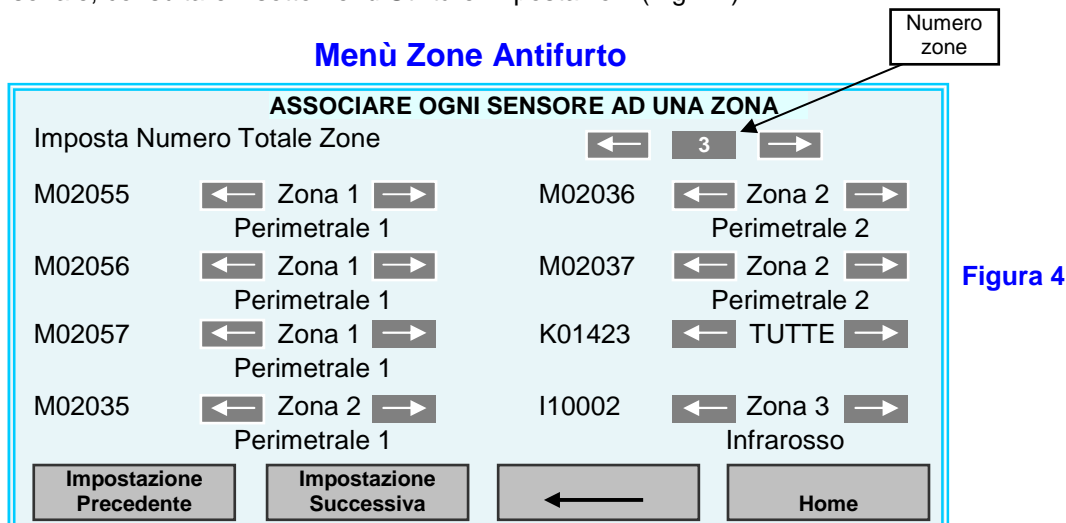 Numero
zone
Menù Zone Antifurto
ASSOCIARE OGNI SENSORE AD UNA ZONA
Imposta Numero Totale Zone 3
M02055 Zona 1 M02036 Zona 2
Perimetrale 1 Perimetrale 2
M02056 Zona 1 M02037 Zona 2
Perimetrale 1 Perimetrale 2
Figura 4
M02057 Zona 1 K01423 TUTTE
Perimetrale 1
M02035 Zona 2 I10002 Zona 3
Perimetrale 1 Infrarosso
Impostazione Precedente Impostazione Successiva Home